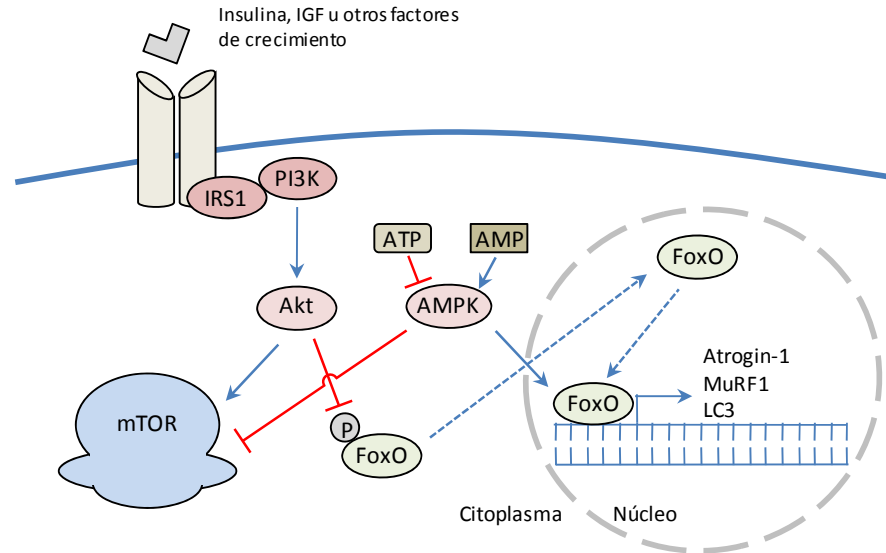 Insulina, IGF u otros factores
de crecimiento
PI3K
IRS1
ATP
AMP
FoxO
Akt
AMPK
Atrogin-1
MuRF1
LC3
FoxO
mTOR
P
FoxO
Citoplasma
Núcleo